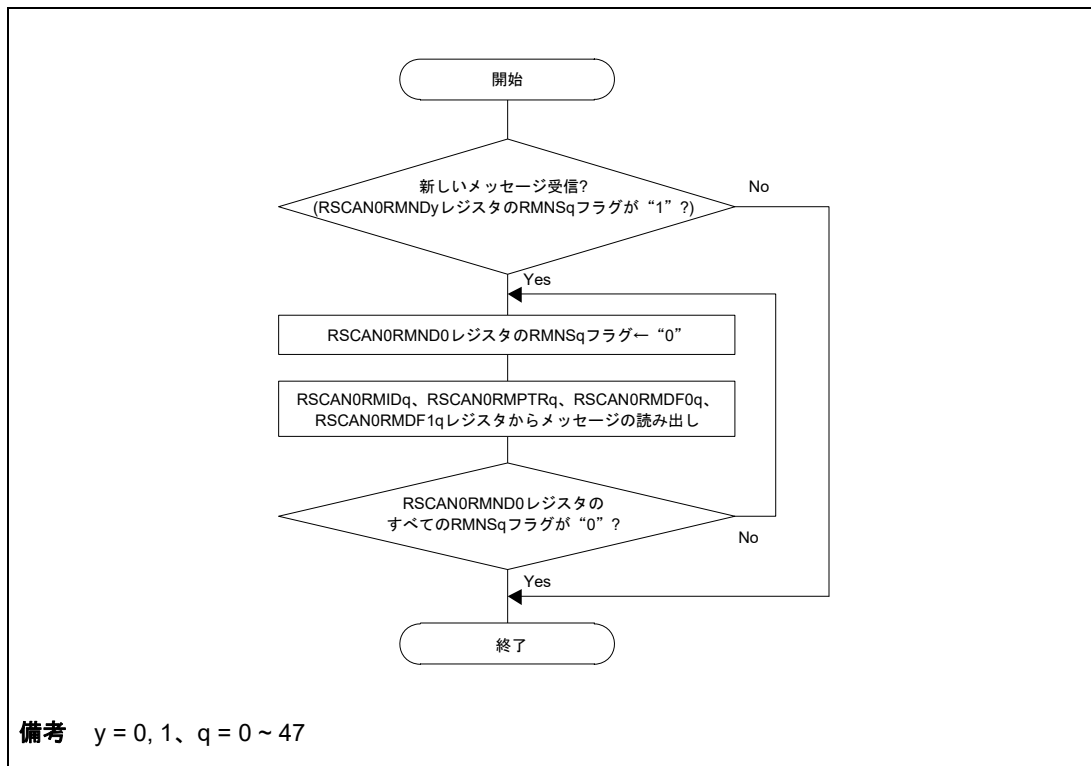 開始
新しいメッセージ受信?
(RSCAN0RMNDyレジスタのRMNSqフラグが“1”?)
No
Yes
RSCAN0RMND0レジスタのRMNSqフラグ← “0”
RSCAN0RMIDq、RSCAN0RMPTRq、RSCAN0RMDF0q、
RSCAN0RMDF1qレジスタからメッセージの読み出し
RSCAN0RMND0レジスタの
すべてのRMNSqフラグが“0”?
No
Yes
終了
備考 y = 0, 1、q = 0 ~ 47